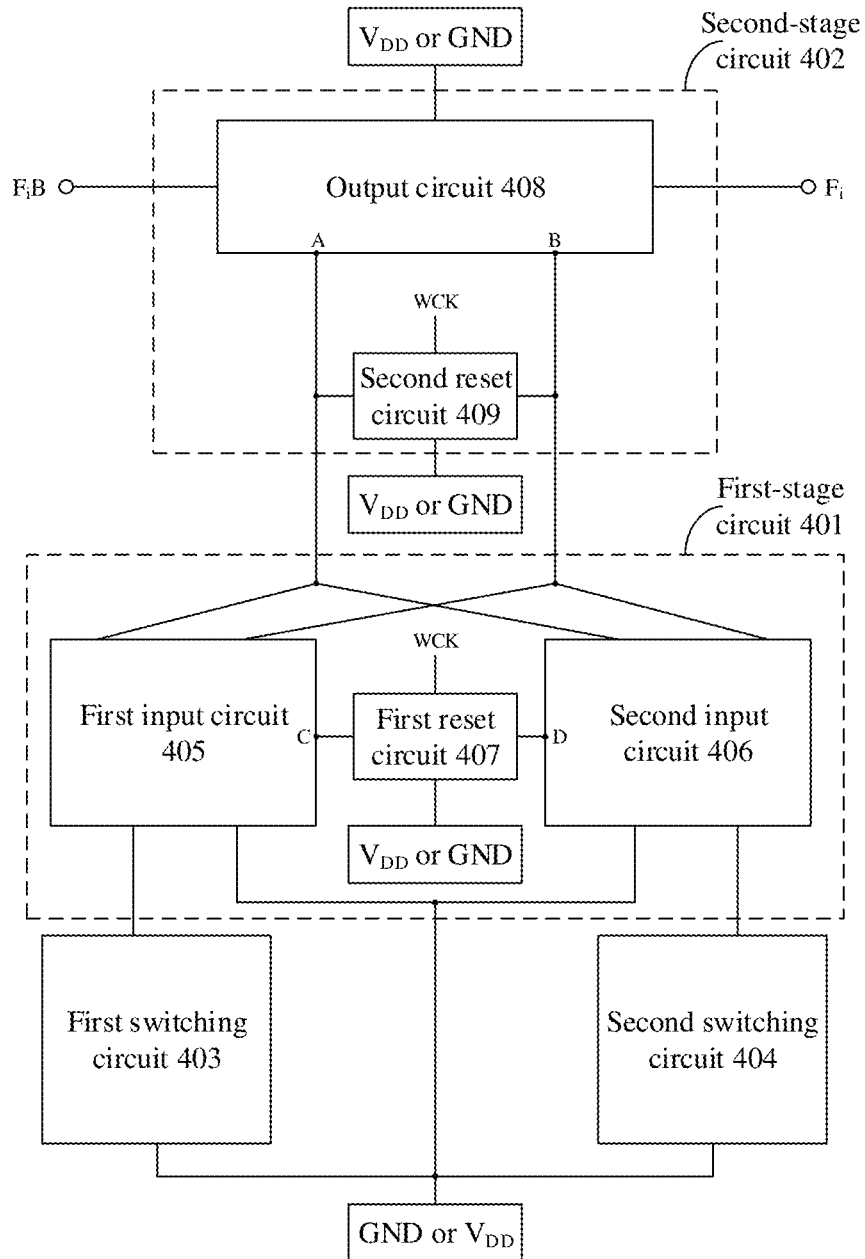 V_DD or GND
Second-stage
circuit 402
F_iB
Output circuit 408
F_i
A
B
WCK
Second reset
circuit 409
V_DD or GND
First-stage
circuit 401
WCK
First input circuit
405
C
First reset
circuit 407
D
Second input
circuit 406
V_DD or GND
First switching
circuit 403
Second switching
circuit 404
GND or V_DD